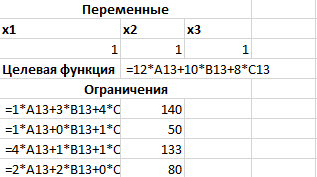 Переменные
x1 x2 x3
1 1 1
Целевая функция =12*A13+10*B13+8*C13
Ограничения
=1*A13+3*B13+4*C 140
=1*A13+0*B13+1*C 50
=4*A13+1*B13+1*C 133
=2*A13+2*B13+0*C 80